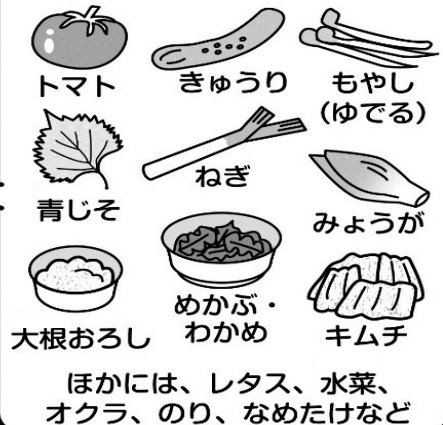 トマト
きゅうり
もやし
(ゆでる)
青じそ
ねぎ
みょうが
大根おろし
めかぶ・
わかめ
キムチ
ほかには、レタス、水菜、
オクラ、のり、なめたけなど